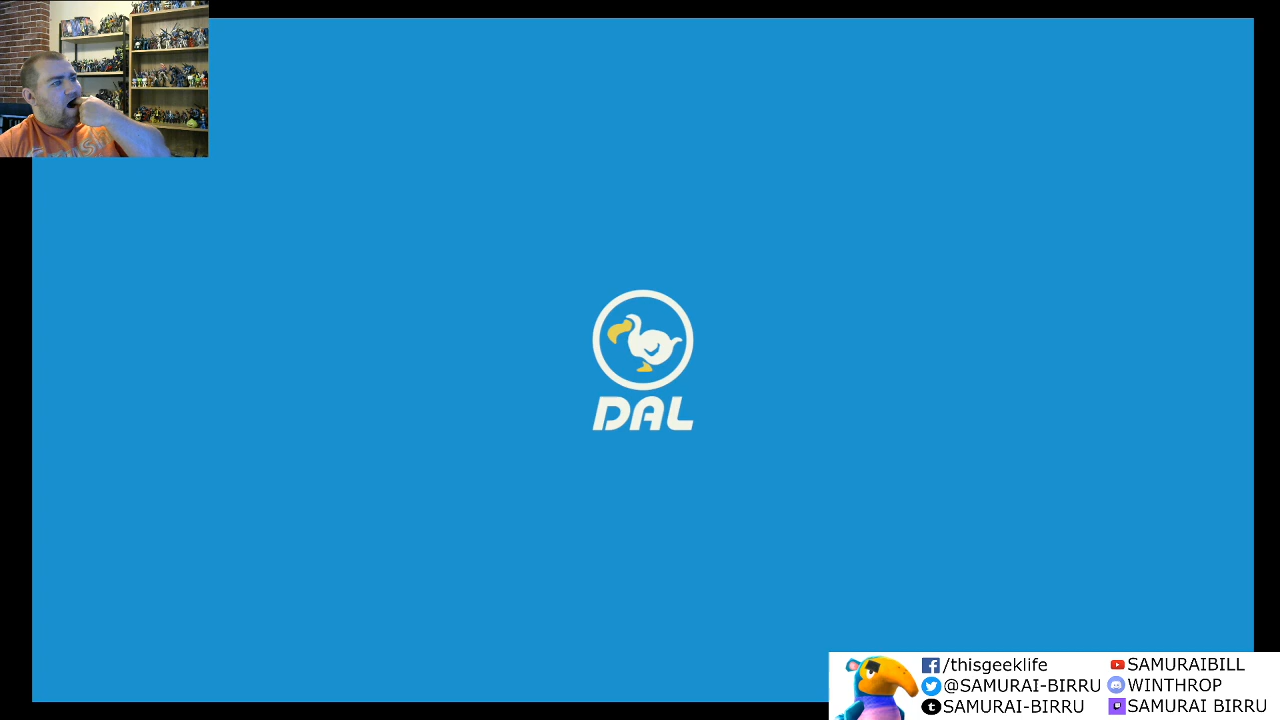 DAL
/thisgeeklife
SAMURAIBILL
@SAMURAI-BIRRU
WINTHROP
SAMURAI-BIRRU
SAMURAI BIRRU